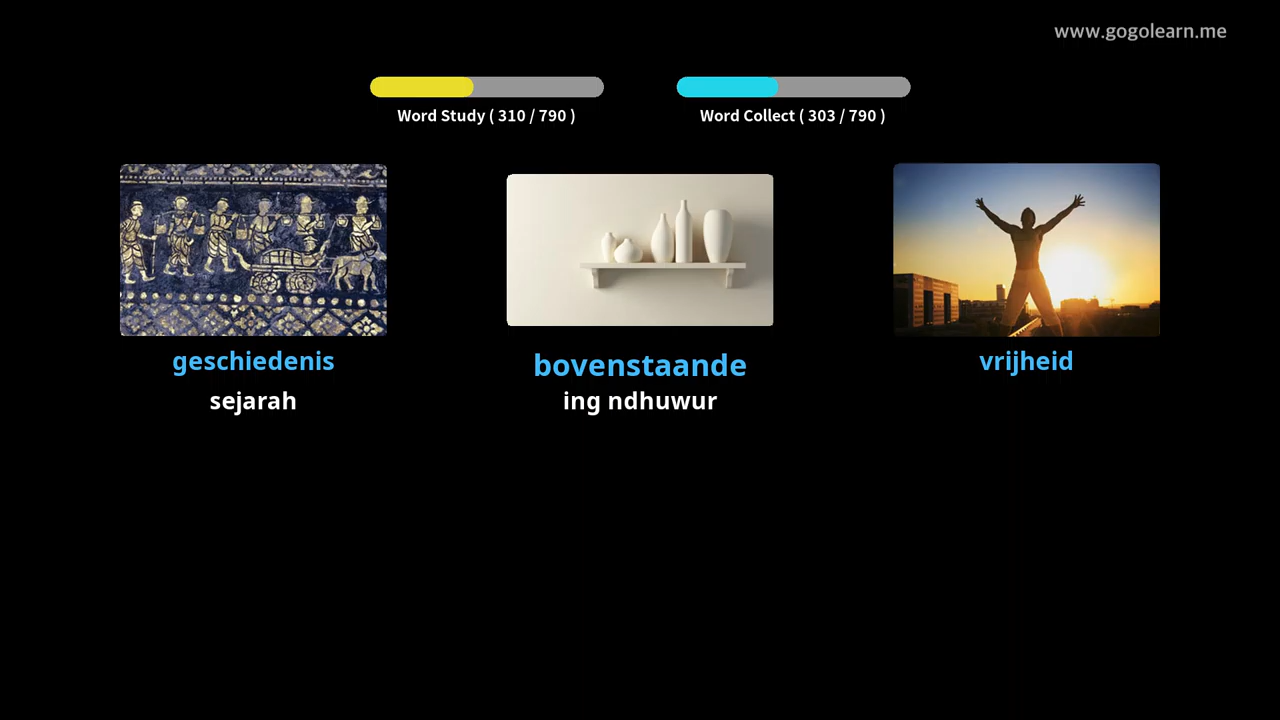 www.gogolearn.me
Word Study ( 310 / 790 )
Word Collect ( 303 / 790 )
geschiedenis
sejarah
bovenstaande
ing ndhuwur
vrijheid